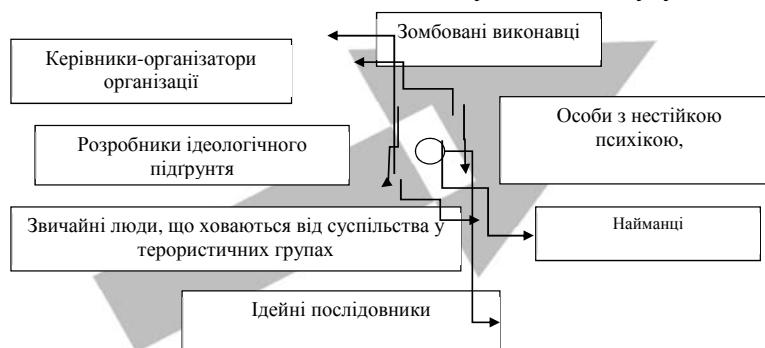 Зомбовані виконавці
Керівники-організатори
організації
Особи з нестійкою
психікою,
Розробники ідеологічного
підґрунтя
Звичайні люди, що ховаються від суспільства у
терористичних групах
Найманці
Ідейні послідовники